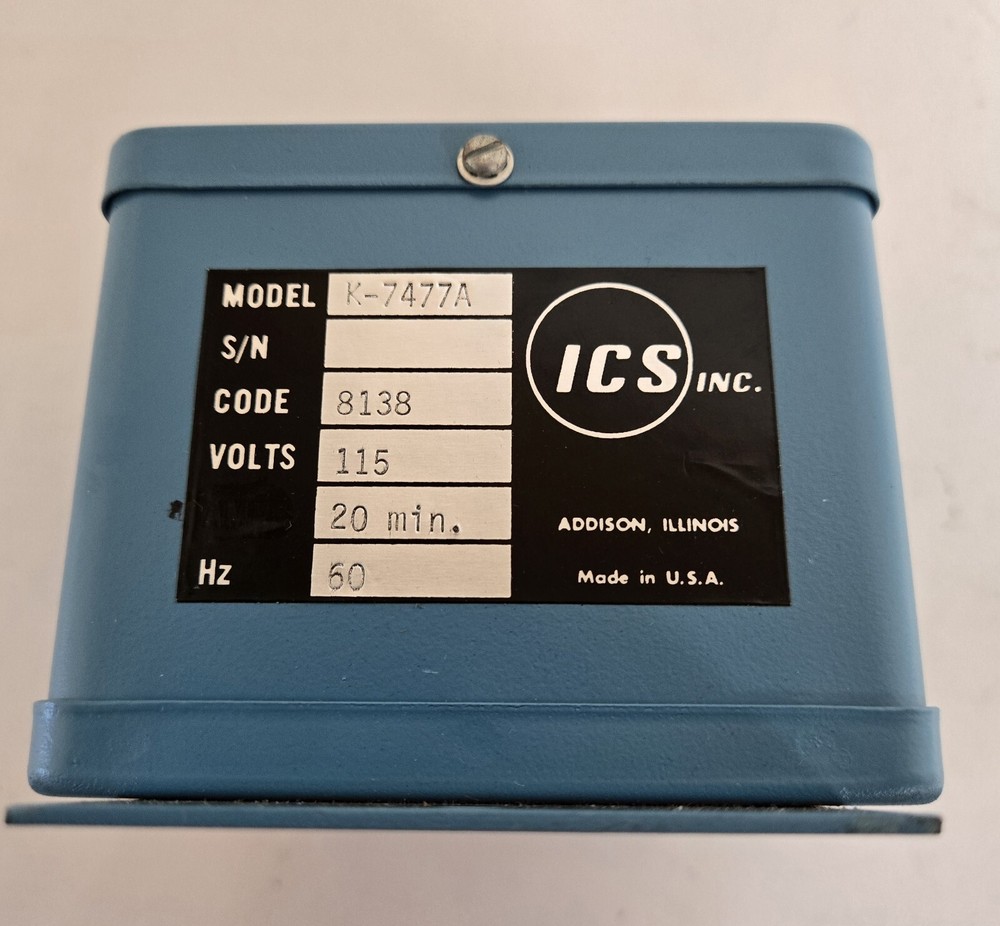 MODEL K-7477A
S/N
CODE 8138
VOLTS 115
20 min.
Hz 60
ICS INC.
ADDISON, ILLINOIS
Made in U.S.A.